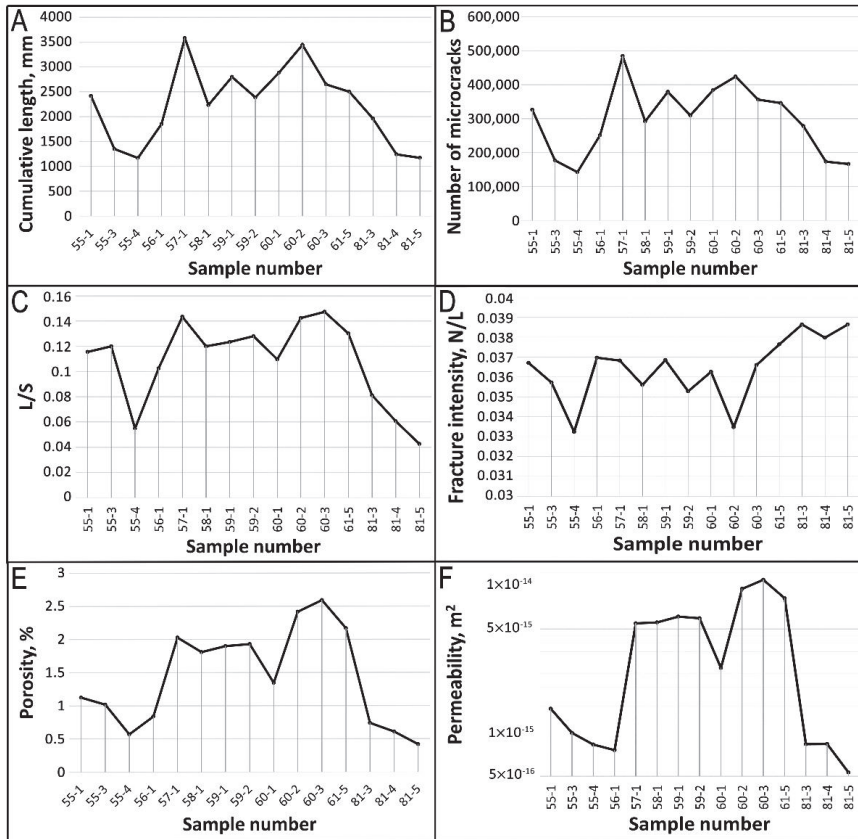 A
Cumulative length, mm
4000
3500
3000
2500
2000
1500
1000
500
0
55-1 55-3 55-4 56-1 57-1 58-1 59-1 59-2 60-1 60-2 60-3 61-5 81-3 81-4 81-5
Sample number
B
Number of microcracks
600,000
500,000
400,000
300,000
200,000
100,000
0
55-1 55-3 55-4 56-1 57-1 58-1 59-1 59-2 60-1 60-2 60-3 61-5 81-3 81-4 81-5
Sample number
C
L/S
0.16
0.14
0.12
0.10
0.08
0.06
0.04
0.02
0
55-1 55-3 55-4 56-1 57-1 58-1 59-1 59-2 60-1 60-2 60-3 61-5 81-3 81-4 81-5
Sample number
D
Fracture intensity, N/L
0.04
0.039
0.038
0.037
0.036
0.035
0.034
0.033
0.032
0.031
0.03
55-1 55-3 55-4 56-1 57-1 58-1 59-1 59-2 60-1 60-2 60-3 61-5 81-3 81-4 81-5
Sample number
E
Porosity, %
3
2.5
2
1.5
1
0.5
0
55-1 55-3 55-4 56-1 57-1 58-1 59-1 59-2 60-1 60-2 60-3 61-5 81-3 81-4 81-5
Sample number
F
Permeability, m²
1×10⁻¹⁴
5×10⁻¹⁵
1×10⁻¹⁵
5×10⁻¹⁶
55-1 55-3 55-4 56-1 57-1 58-1 59-1 59-2 60-1 60-2 60-3 61-5 81-3 81-4 81-5
Sample number